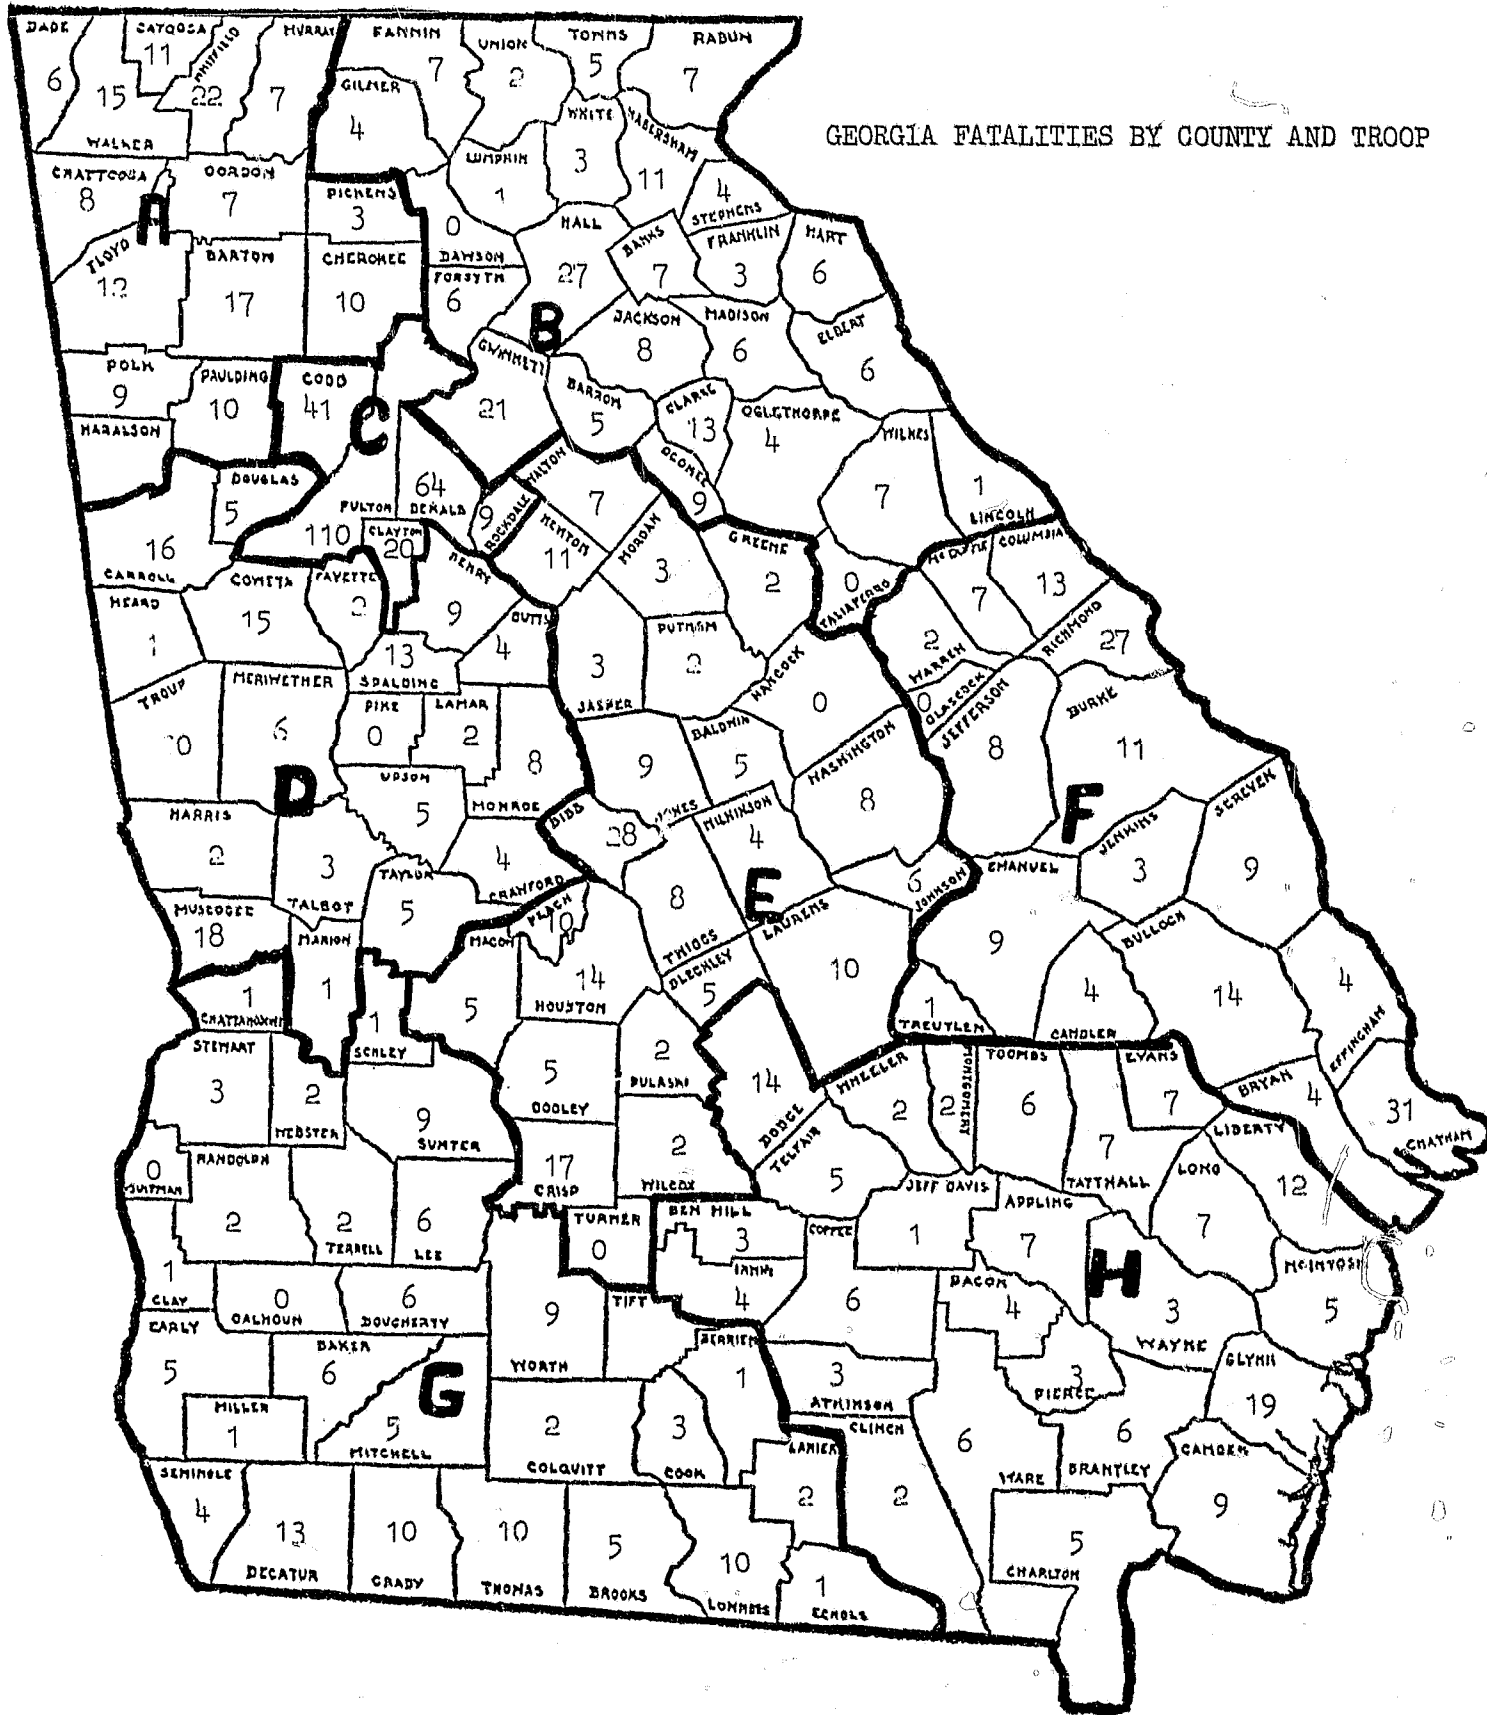 GEORGIA FATALITIES BY COUNTY AND TROOP
DADE
6
CATOOSA
11
WHITFIELD
22
MURRAY
7
15
WALKER
FANNIN
7
UNION
2
TOWNS
5
RABUN
7
GILMER
4
WHITE
3
HABERSHAM
11
LUMPKIN
1
4
STEPHENS
CHATTOOGA
8
A
GORDON
7
PICKENS
3
0
DAWSON
HALL
27
BANKS
7
FRANKLIN
3
HART
6
FLOYD
12
BARTOW
17
CHEROKEE
10
FORSYTH
6
B
JACKSON
8
MADISON
6
ELBERT
6
POLK
9
PAULDING
10
COBB
41
C
GWINNETT
21
BARROW
5
CLARKE
13
OGLETHORPE
4
WILKES
7
1
LINCOLN
HARALSON
DOUGLAS
5
FULTON
110
64
DEKALB
9
ROCKDALE
WALTON
7
OCONEE
9
16
CARROLL
CLAYTON
20
HENRY
9
NEWTON
11
MORGAN
3
GREENE
2
0
TALIAFERRO
McDUFFIE
7
COLUMBIA
13
HEARD
1
COWETA
15
FAYETTE
2
13
SPALDING
BUTTS
4
3
JASPER
PUTNAM
2
HANCOCK
0
2
WARREN
RICHMOND
27
TROUP
MERIWETHER
6
PIKE
0
LAMAR
2
8
MONROE
9
JONES
BALDWIN
5
WASHINGTON
8
0
GLASCOCK
JEFFERSON
8
BURKE
11
D
UPSON
5
HARRIS
2
3
TALBOT
4
CRAWFORD
BIBB
28
WILKINSON
4
E
6
JOHNSON
F
JENKINS
3
SCREVEN
9
MUSCOGEE
18
MARION
1
TAYLOR
5
PEACH
10
8
TWIGGS
LAURENS
10
EMANUEL
9
BULLOCH
14
4
EFFINGHAM
1
CHATTAHOOCHEE
1
SCHLEY
MACON
5
14
HOUSTON
BLECKLEY
5
1
TREUTLEN
4
CANDLER
STEWART
3
2
WEBSTER
9
SUMTER
5
DOOLEY
2
PULASKI
14
DODGE
WHEELER
2
MONTGOMERY
2
TOOMBS
6
EVANS
7
BRYAN
4
31
CHATHAM
0
QUITMAN
RANDOLPH
2
2
TERRELL
6
LEE
17
CRISP
2
WILCOX
TELFAIR
5
JEFF DAVIS
1
7
TATTNALL
LIBERTY
12
LONG
7
1
CLAY
0
CALHOUN
6
DOUGHERTY
9
WORTH
TURNER
0
BEN HILL
3
IRWIN
4
COFFEE
6
APPLING
7
BACON
4
H
3
WAYNE
MCINTOSH
5
EARLY
5
BAKER
6
G
5
MITCHELL
MILLER
1
TIFT
BERRIEN
1
3
ATKINSON
3
PIERCE
GLYNN
19
2
COLQUITT
3
COOK
LANIER
2
CLINCH
2
6
WARE
6
BRANTLEY
CAMDEN
9
SEMINOLE
4
13
DECATUR
10
GRADY
10
THOMAS
5
BROOKS
10
LOWNDES
1
ECHOLS
5
CHARLTON